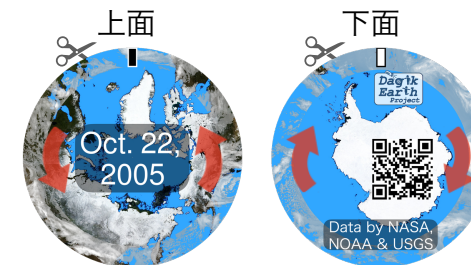 上面
下面
Oct. 22,
2005
Dagik
Earth
Project
Data by NASA,
NOAA & USGS